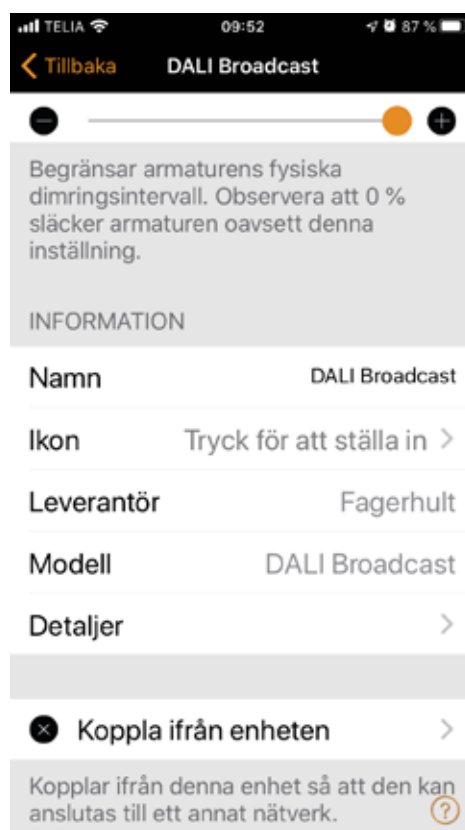 TELIA 09:52 87 %
Tillbaka DALI Broadcast
Begränsar armaturens fysiska
dimringsintervall. Observera att 0 %
släcker armaturen oavsett denna
inställning.
INFORMATION
Namn DALI Broadcast
Ikon Tryck för att ställa in >
Leverantör Fagerhult
Modell DALI Broadcast
Detaljer >
Koppla ifrån enheten >
Kopplar ifrån denna enhet så att den kan
anslutas till ett annat nätverk. ?